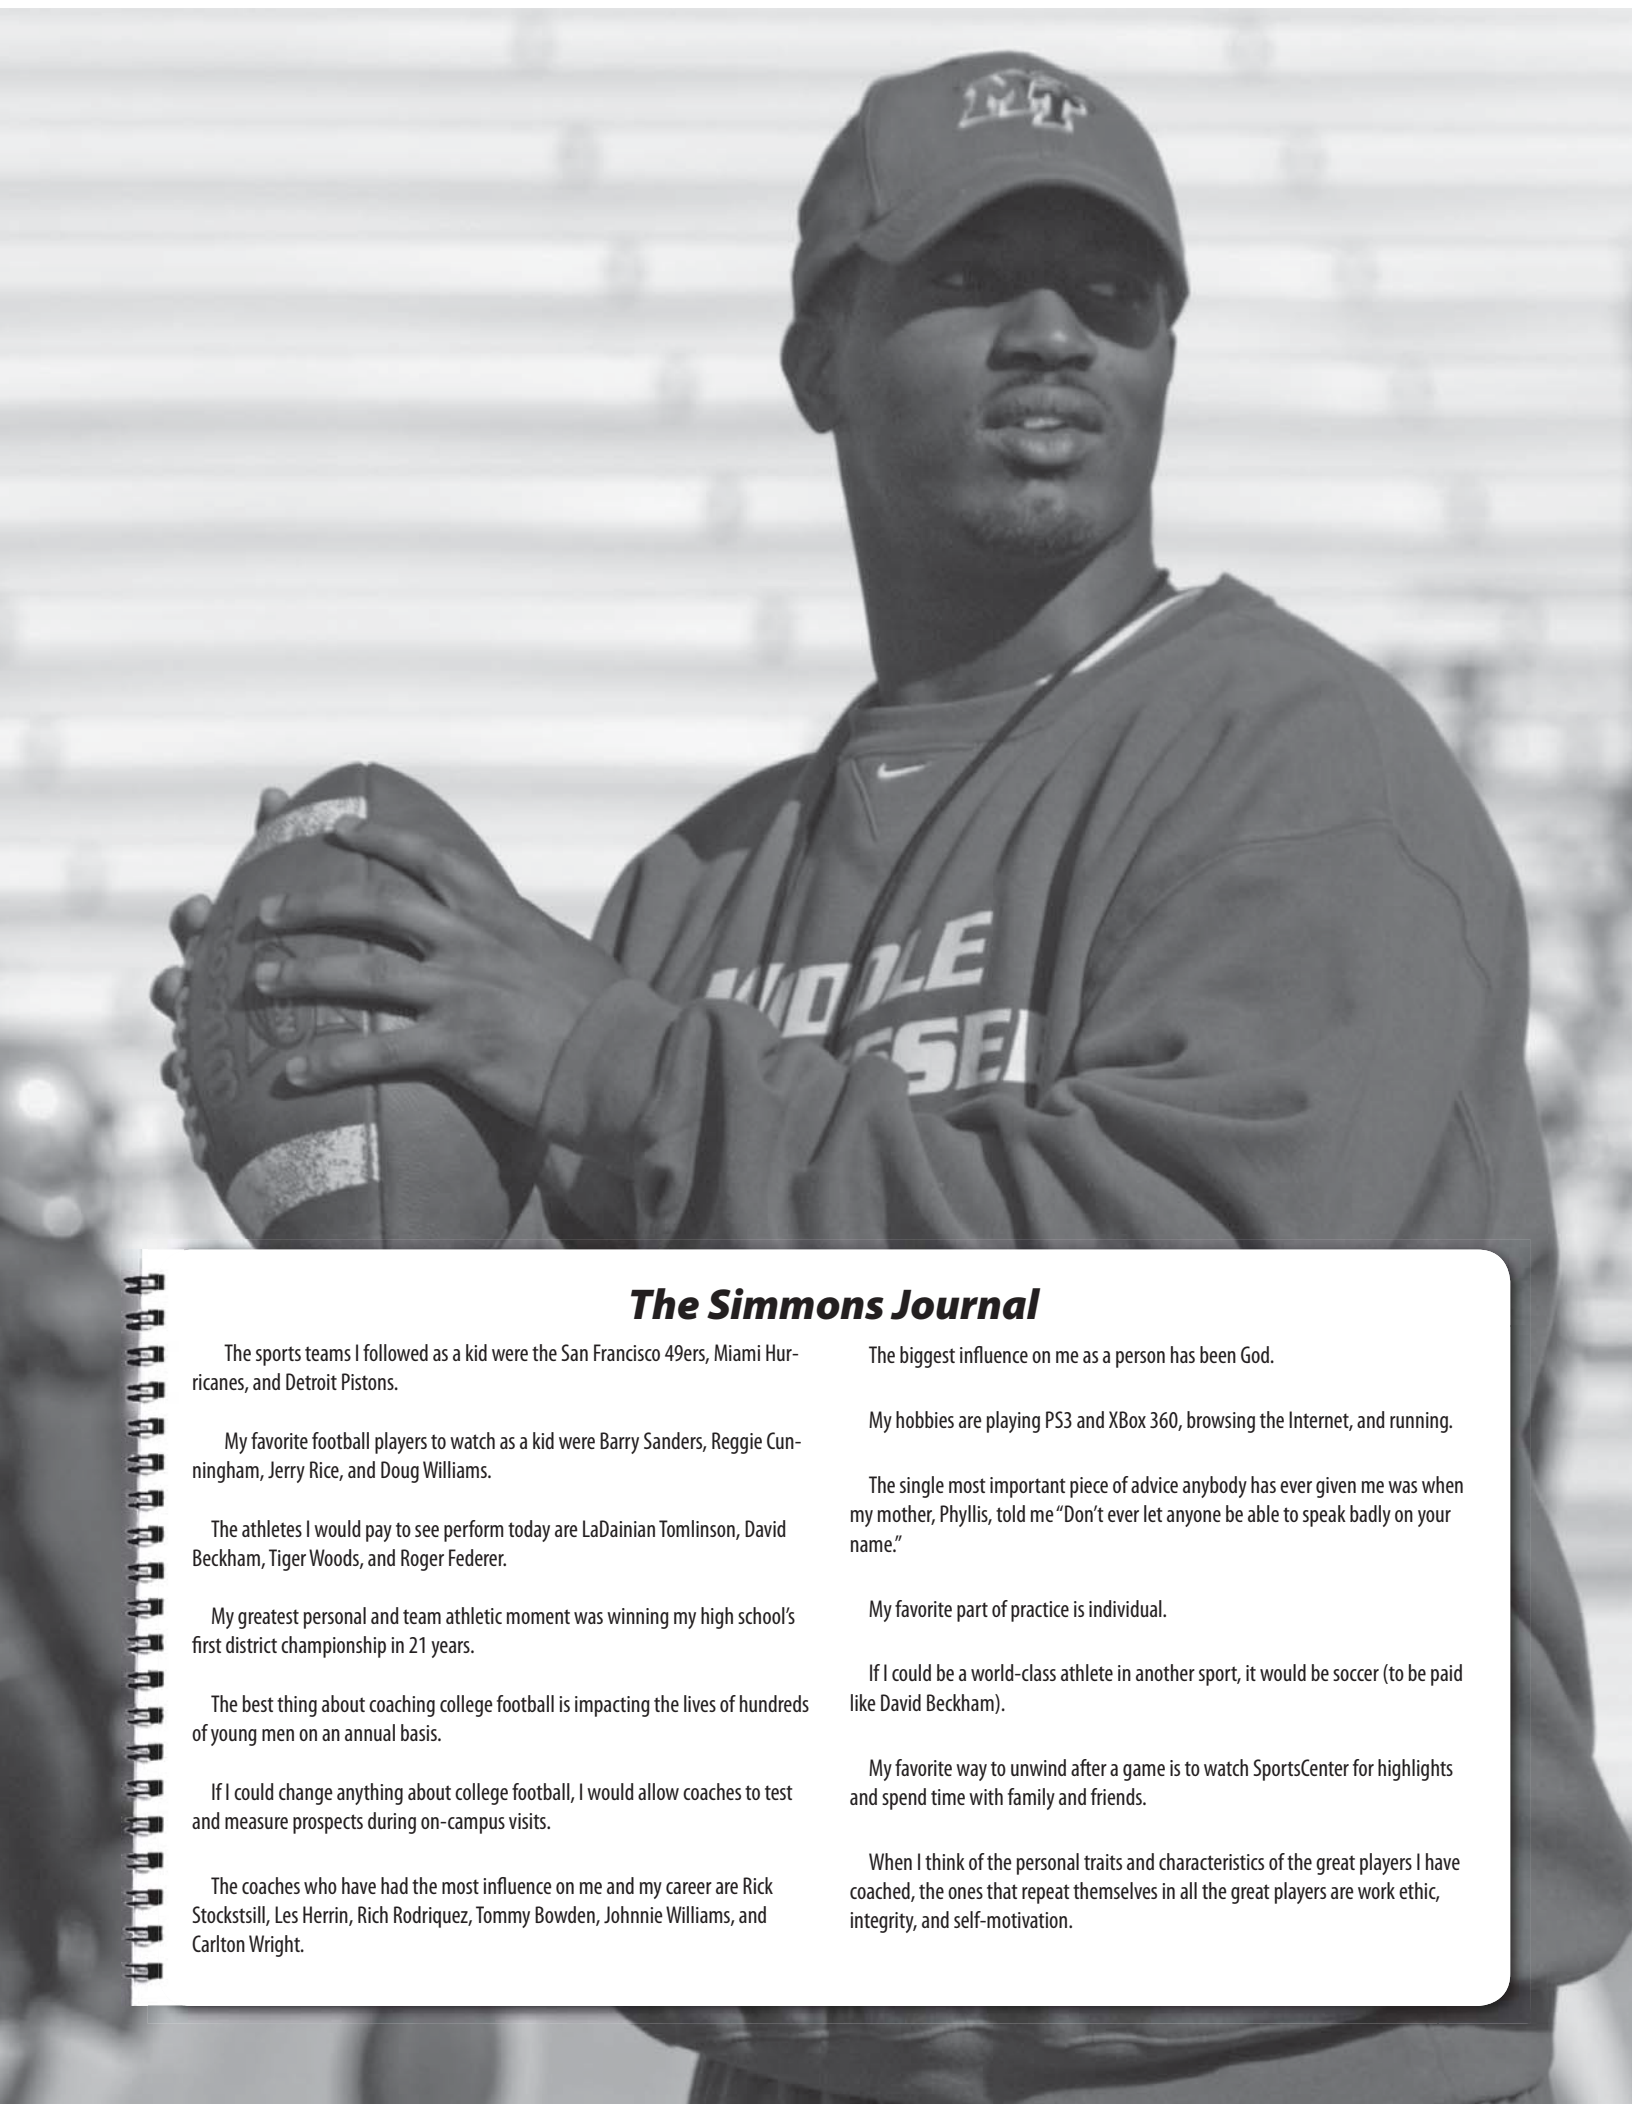 MT
MIDDLE
SSE
The Simmons Journal
The sports teams I followed as a kid were the San Francisco 49ers, Miami Hur-
ricanes, and Detroit Pistons.
My favorite football players to watch as a kid were Barry Sanders, Reggie Cun-
ningham, Jerry Rice, and Doug Williams.
The athletes I would pay to see perform today are LaDainian Tomlinson, David
Beckham, Tiger Woods, and Roger Federer.
My greatest personal and team athletic moment was winning my high school's
first district championship in 21 years.
The best thing about coaching college football is impacting the lives of hundreds
of young men on an annual basis.
If I could change anything about college football, I would allow coaches to test
and measure prospects during on-campus visits.
The coaches who have had the most influence on me and my career are Rick
Stockstsill, Les Herrin, Rich Rodriquez, Tommy Bowden, Johnnie Williams, and
Carlton Wright.
The biggest influence on me as a person has been God.
My hobbies are playing PS3 and XBox 360, browsing the Internet, and running.
The single most important piece of advice anybody has ever given me was when
my mother, Phyllis, told me “Don't ever let anyone be able to speak badly on your
name.”
My favorite part of practice is individual.
If I could be a world-class athlete in another sport, it would be soccer (to be paid
like David Beckham).
My favorite way to unwind after a game is to watch SportsCenter for highlights
and spend time with family and friends.
When I think of the personal traits and characteristics of the great players I have
coached, the ones that repeat themselves in all the great players are work ethic,
integrity, and self-motivation.